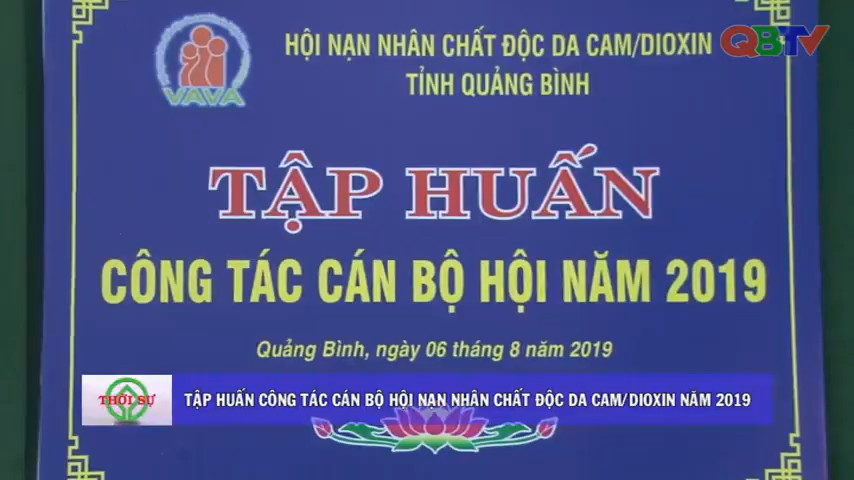 VAVA
HỘI NẠN NHÂN CHẤT ĐỘC DA CAM/DIOXIN
TỈNH QUẢNG BÌNH
QBTV
TẬP HUẤN
CÔNG TÁC CÁN BỘ HỘI NĂM 2019
Quảng Bình, ngày 06 tháng 8 năm 2019
THỜI SỰ
TẬP HUẤN CÔNG TÁC CÁN BỘ HỘI NẠN NHÂN CHẤT ĐỘC DA CAM/DIOXIN NĂM 2019